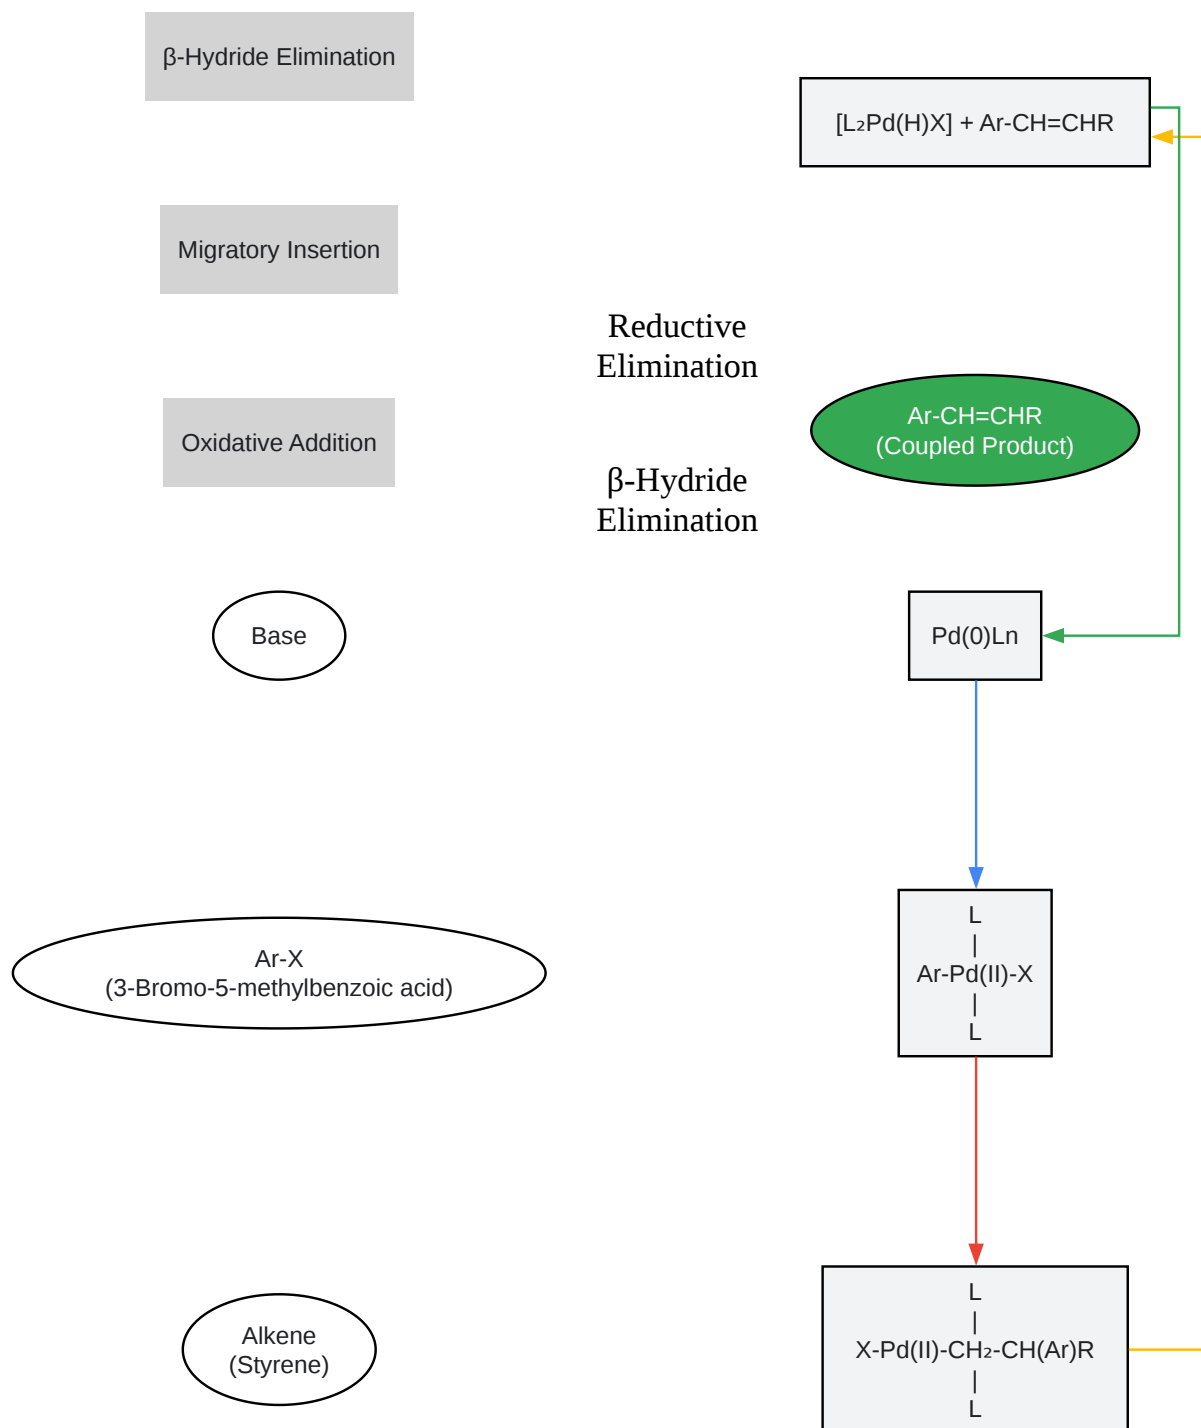 β-Hydride Elimination
[L₂Pd(H)X] + Ar-CH=CHR
Migratory Insertion
Reductive
Elimination
Ar-CH=CHR
(Coupled Product)
Oxidative Addition
β-Hydride
Elimination
Base
Pd(0)Ln
Ar-X
(3-Bromo-5-methylbenzoic acid)
L
|
Ar-Pd(II)-X
|
L
Alkene
(Styrene)
L
|
X-Pd(II)-CH₂-CH(Ar)R
|
L